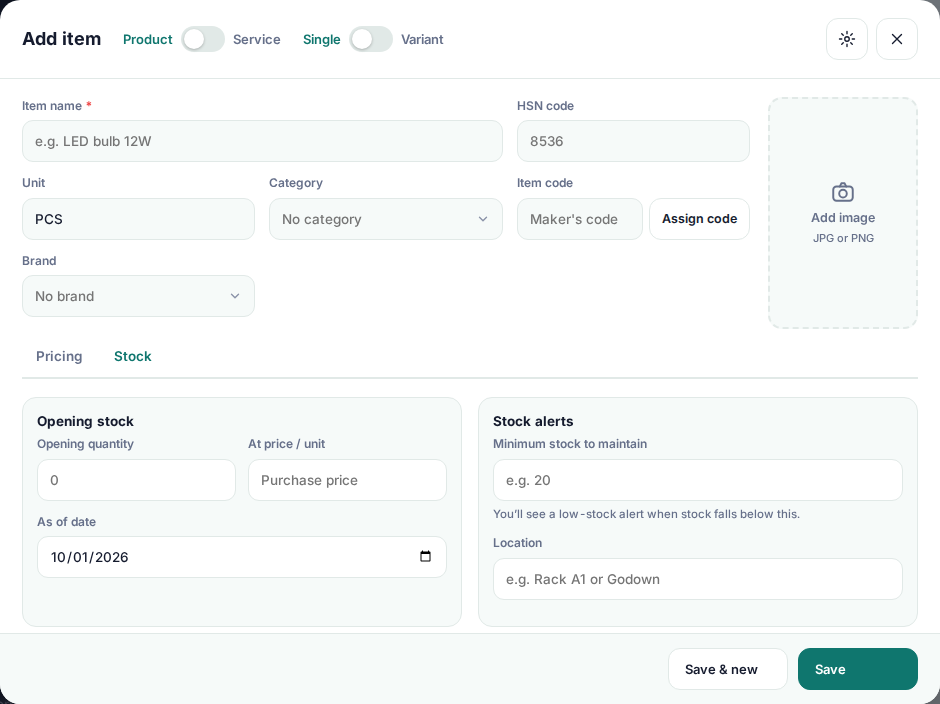 Add item Product Service Single Variant
Item name * HSN code
e.g. LED bulb 12W 8536
Unit Category Item code
PCS No category Maker's code Assign code
Add image
JPG or PNG
Brand
No brand
Pricing Stock
Opening stock
Opening quantity At price / unit
0 Purchase price
As of date
10/01/2026
Stock alerts
Minimum stock to maintain
e.g. 20
You'll see a low-stock alert when stock falls below this.
Location
e.g. Rack A1 or Godown
Save & new Save